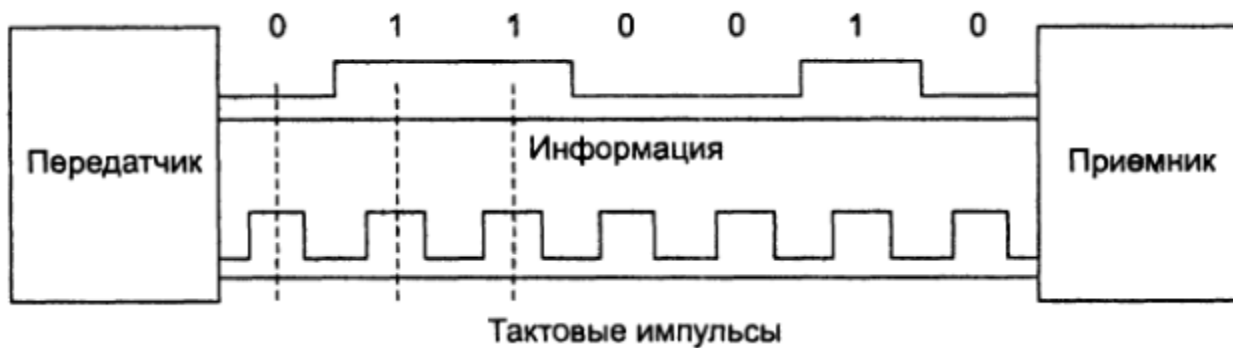 0 1 1 0 0 1 0
Передатчик
Информация
Приемник
Тактовые импульсы